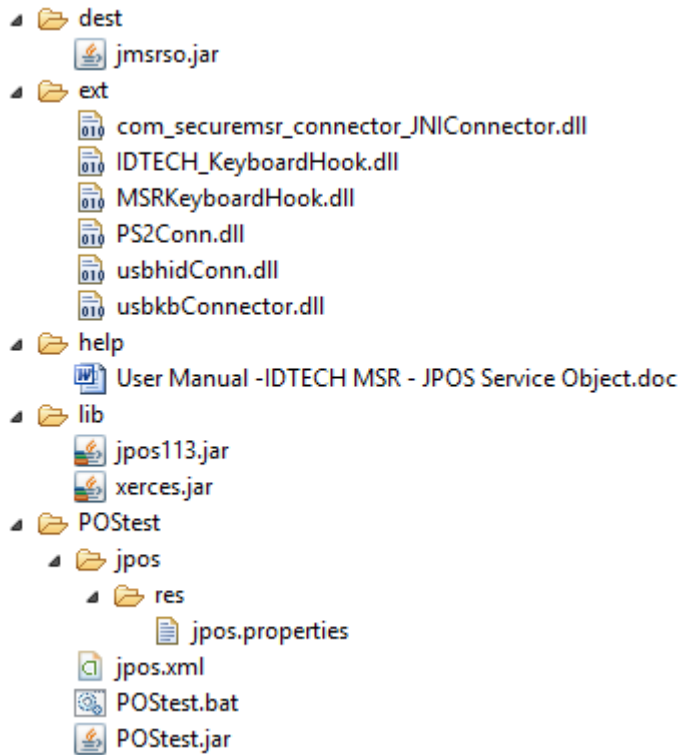 dest
jmsrso.jar
ext
com_securemsr_connector_JNIConnector.dll
IDTECH_KeyboardHook.dll
MSRKeyboardHook.dll
PS2Conn.dll
usbhidConn.dll
usbkbConnector.dll
help
User Manual -IDTECH MSR - JPOS Service Object.doc
lib
jpos113.jar
xerces.jar
POStest
jpos
res
jpos.properties
jpos.xml
POStest.bat
POStest.jar